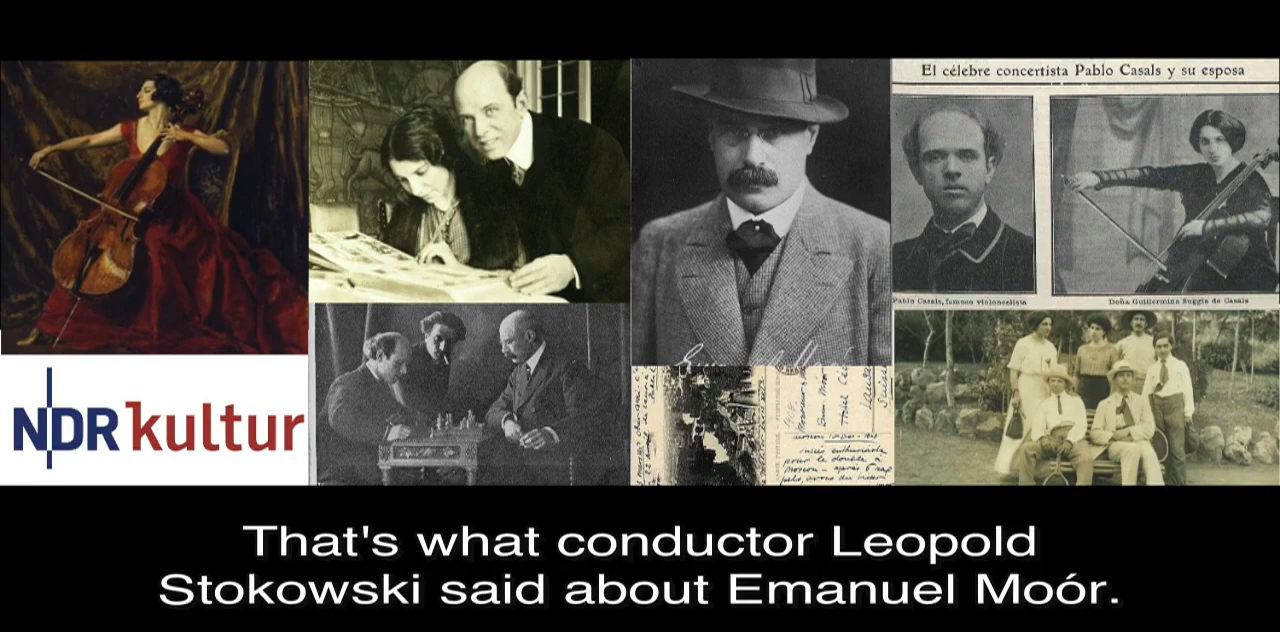 El célebre concertista Pablo Casals y su esposa
Pablo Casals, famoso violoncelista
Doña Guillermina Suggia de Casals
NDR kultur
That's what conductor Leopold
Stokowski said about Emanuel Moór.